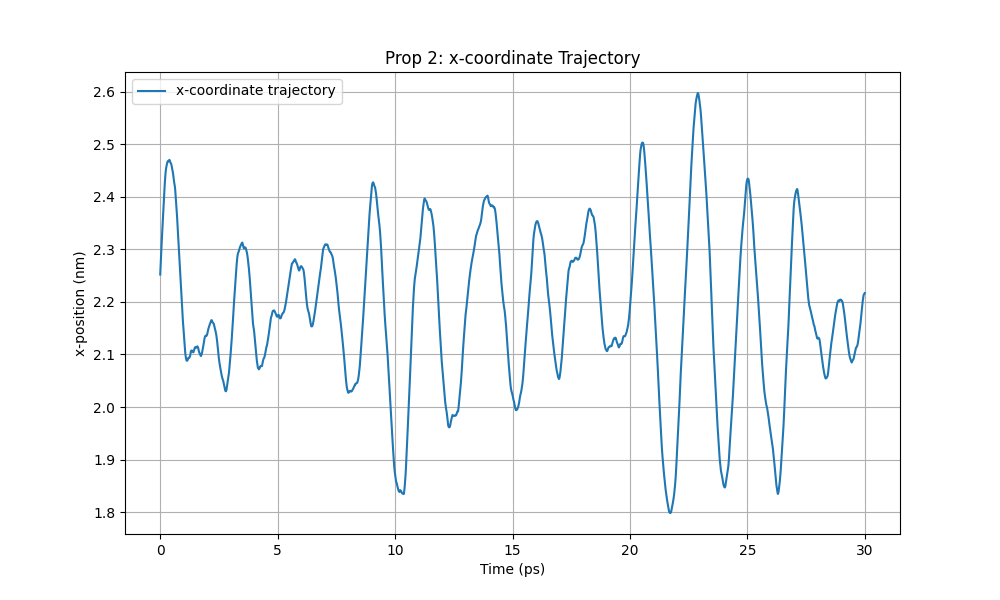 Prop 2: x-coordinate Trajectory
x-coordinate trajectory
x-position (nm)
2.6
2.5
2.4
2.3
2.2
2.1
2.0
1.9
1.8
0 5 10 15 20 25 30
Time (ps)